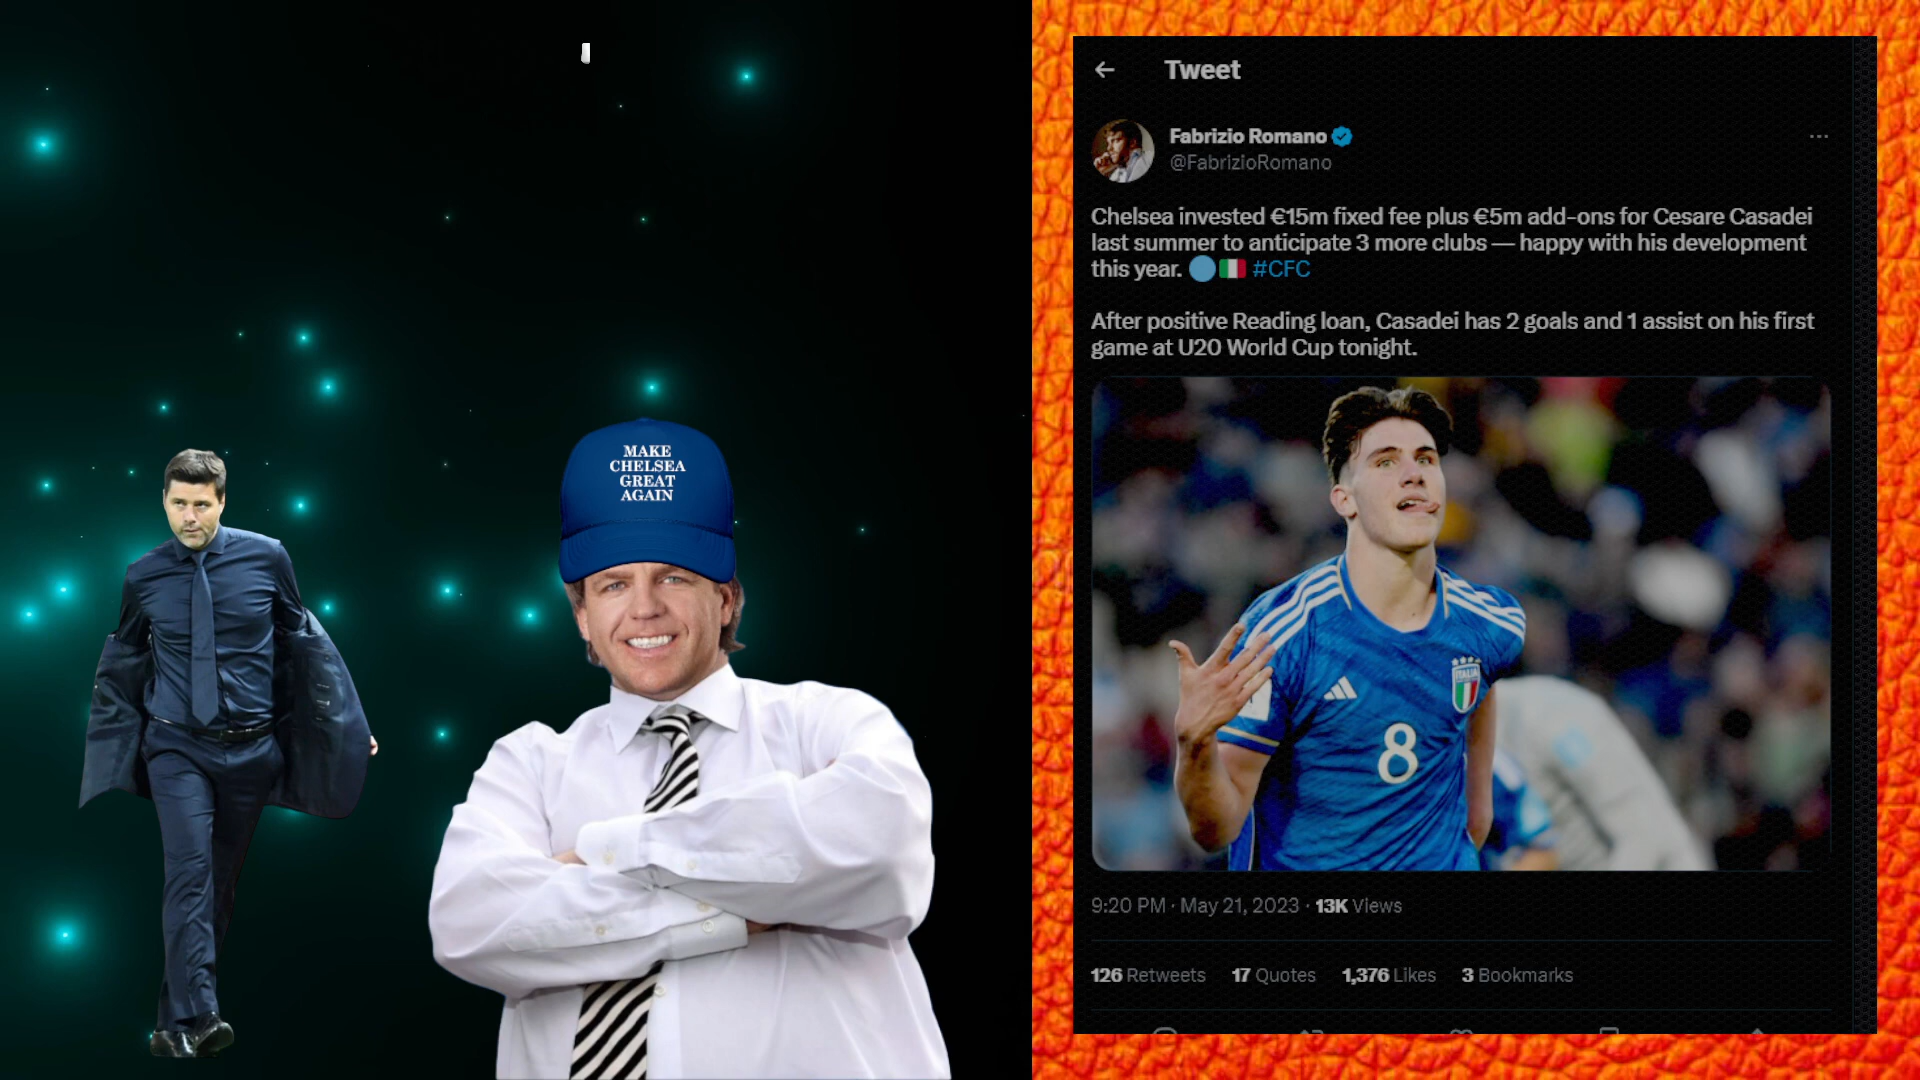 MAKE
CHELSEA
GREAT
AGAIN
Tweet
Fabrizio Romano
@FabrizioRomano
Chelsea invested €15m fixed fee plus €5m add-ons for Cesare Casadei
last summer to anticipate 3 more clubs — happy with his development
this year. 🔵🇮🇹 #CFC
After positive Reading loan, Casadei has 2 goals and 1 assist on his first
game at U20 World Cup tonight.
ITALIA
8
9:20 PM · May 21, 2023 · 13K Views
126 Retweets 17 Quotes 1,376 Likes 3 Bookmarks